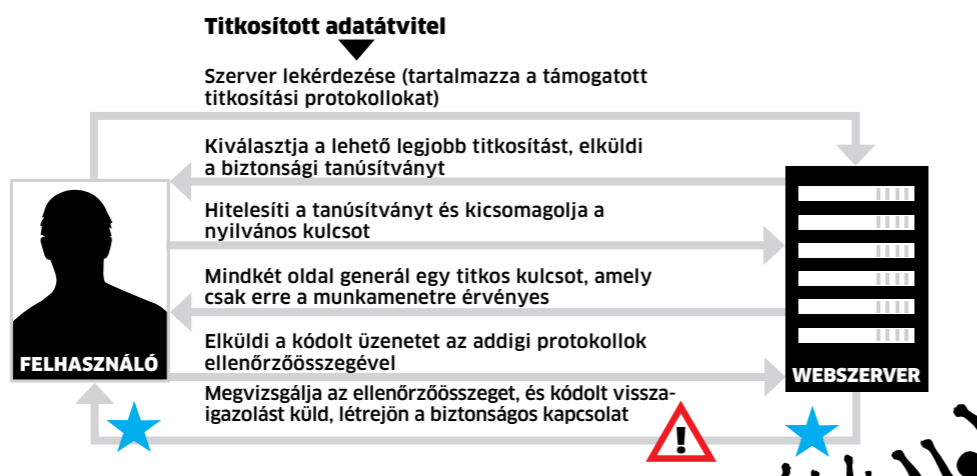 Titkosított adatátvitel
Szerver lekérdezése (tartalmazza a támogatott
titkosítási protokollokat)
Kiválasztja a lehető legjobb titkosítást, elküldi
a biztonsági tanúsítványt
Hitelesíti a tanúsítványt és kicsomagolja a
nyilvános kulcsot
Mindkét oldal generál egy titkos kulcsot, amely
csak erre a munkamenetre érvényes
Elküldi a kódolt üzenetet az addigi protokollok
ellenőrzőösszegével
Megvizsgálja az ellenőrzőösszeget, és kódolt vissza-
igazolást küld, létrejön a biztonságos kapcsolat
FELHASZNÁLÓ
WEBSZERVER
!